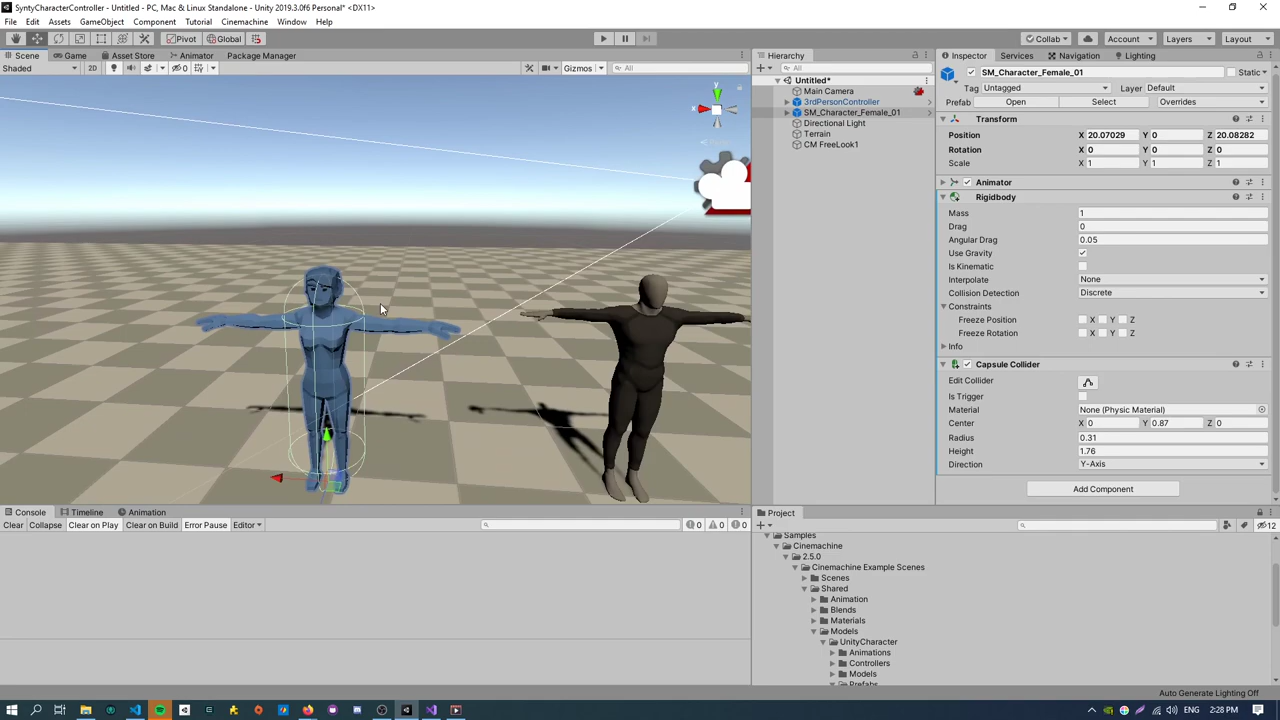 SyntyCharacterController - Untitled - PC, Mac & Linux Standalone - Unity 2019.3.0f6 Personal* <DX11>
File Edit Assets GameObject Component Tutorial Cinemachine Window Help
Pivot Global Collab Account Layers Layout
Scene Game Asset Store Animator Package Manager
Shaded 2D 0 Gizmos All
y
x
Hierarchy
All
Untitled*
Main Camera
3rdPersonController
SM_Character_Female_01
Directional Light
Terrain
CM FreeLook1
Inspector Services Navigation Lighting
SM_Character_Female_01 Static
Tag Untagged Layer Default
Prefab Open Select Overrides
Transform
Position X 20.07029 Y 0 Z 20.08282
Rotation X 0 Y 0 Z 0
Scale X 1 Y 1 Z 1
Animator
Rigidbody
Mass 1
Drag 0
Angular Drag 0.05
Use Gravity
Is Kinematic
Interpolate None
Collision Detection Discrete
Constraints
Freeze Position X Y Z
Freeze Rotation X Y Z
Info
Capsule Collider
Edit Collider
Is Trigger
Material None (Physic Material)
Center X 0 Y 0.87 Z 0
Radius 0.31
Height 1.76
Direction Y-Axis
Add Component
Console Timeline Animation
Clear Collapse Clear on Play Clear on Build Error Pause Editor 0 0 0
Project
12
Samples
Cinemachine
2.5.0
Cinemachine Example Scenes
Scenes
Shared
Animation
Blends
Materials
Models
UnityCharacter
Animations
Controllers
Models
Prefabs
Auto Generate Lighting Off
ENG 2:28 PM